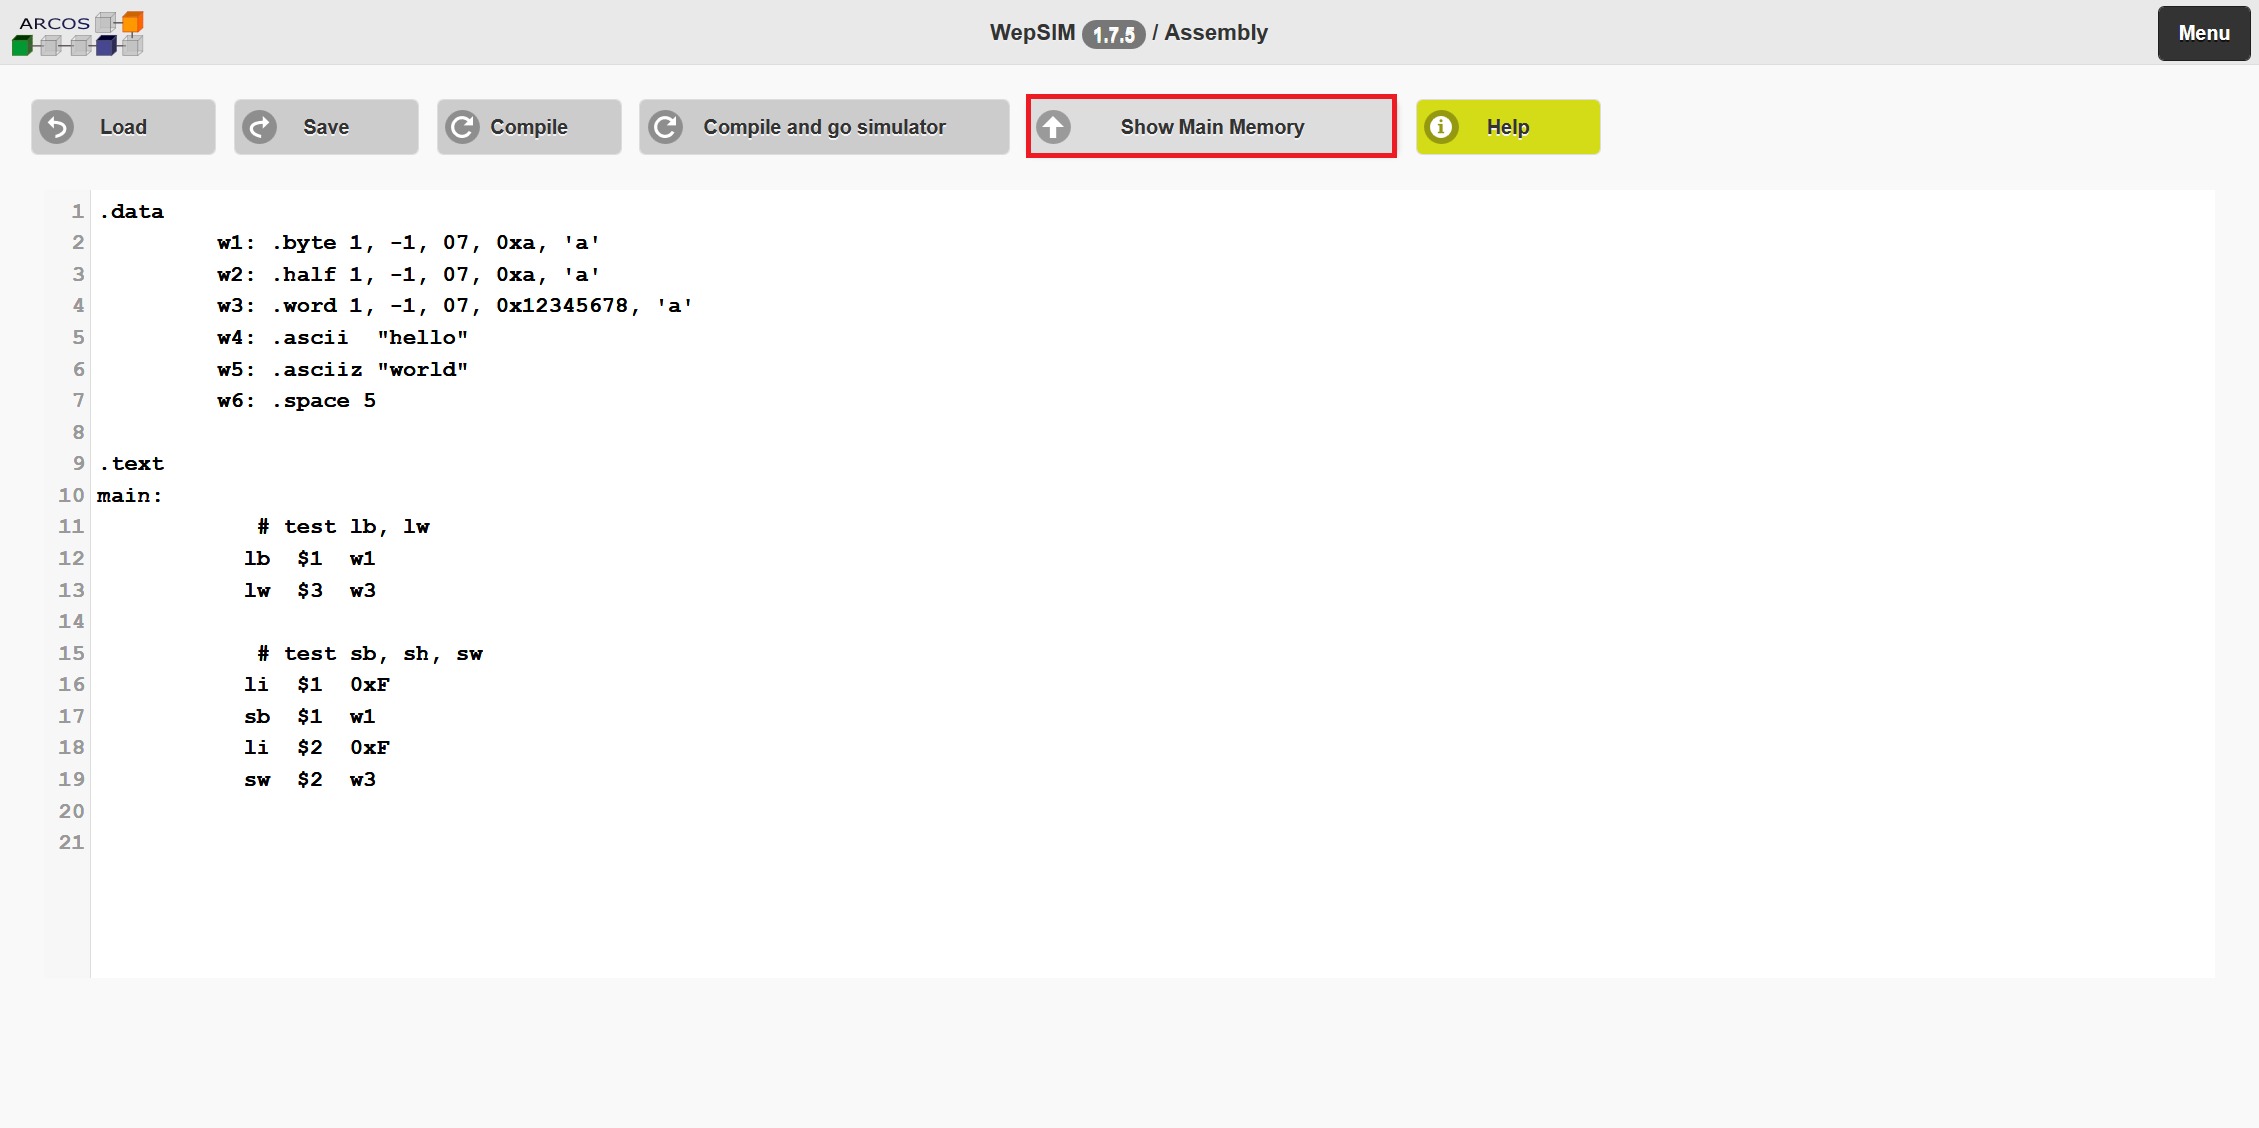 ARCOS
WepSIM 1.7.5 / Assembly
Menu
Load
Save
Compile
Compile and go simulator
Show Main Memory
Help
1 .data
2 w1: .byte 1, -1, 07, 0xa, 'a'
3 w2: .half 1, -1, 07, 0xa, 'a'
4 w3: .word 1, -1, 07, 0x12345678, 'a'
5 w4: .ascii  "hello"
6 w5: .asciiz "world"
7 w6: .space 5
8
9 .text
10 main:
11 # test lb, lw
12 lb  $1  w1
13 lw  $3  w3
14
15 # test sb, sh, sw
16 li  $1  0xF
17 sb  $1  w1
18 li  $2  0xF
19 sw  $2  w3
20
21